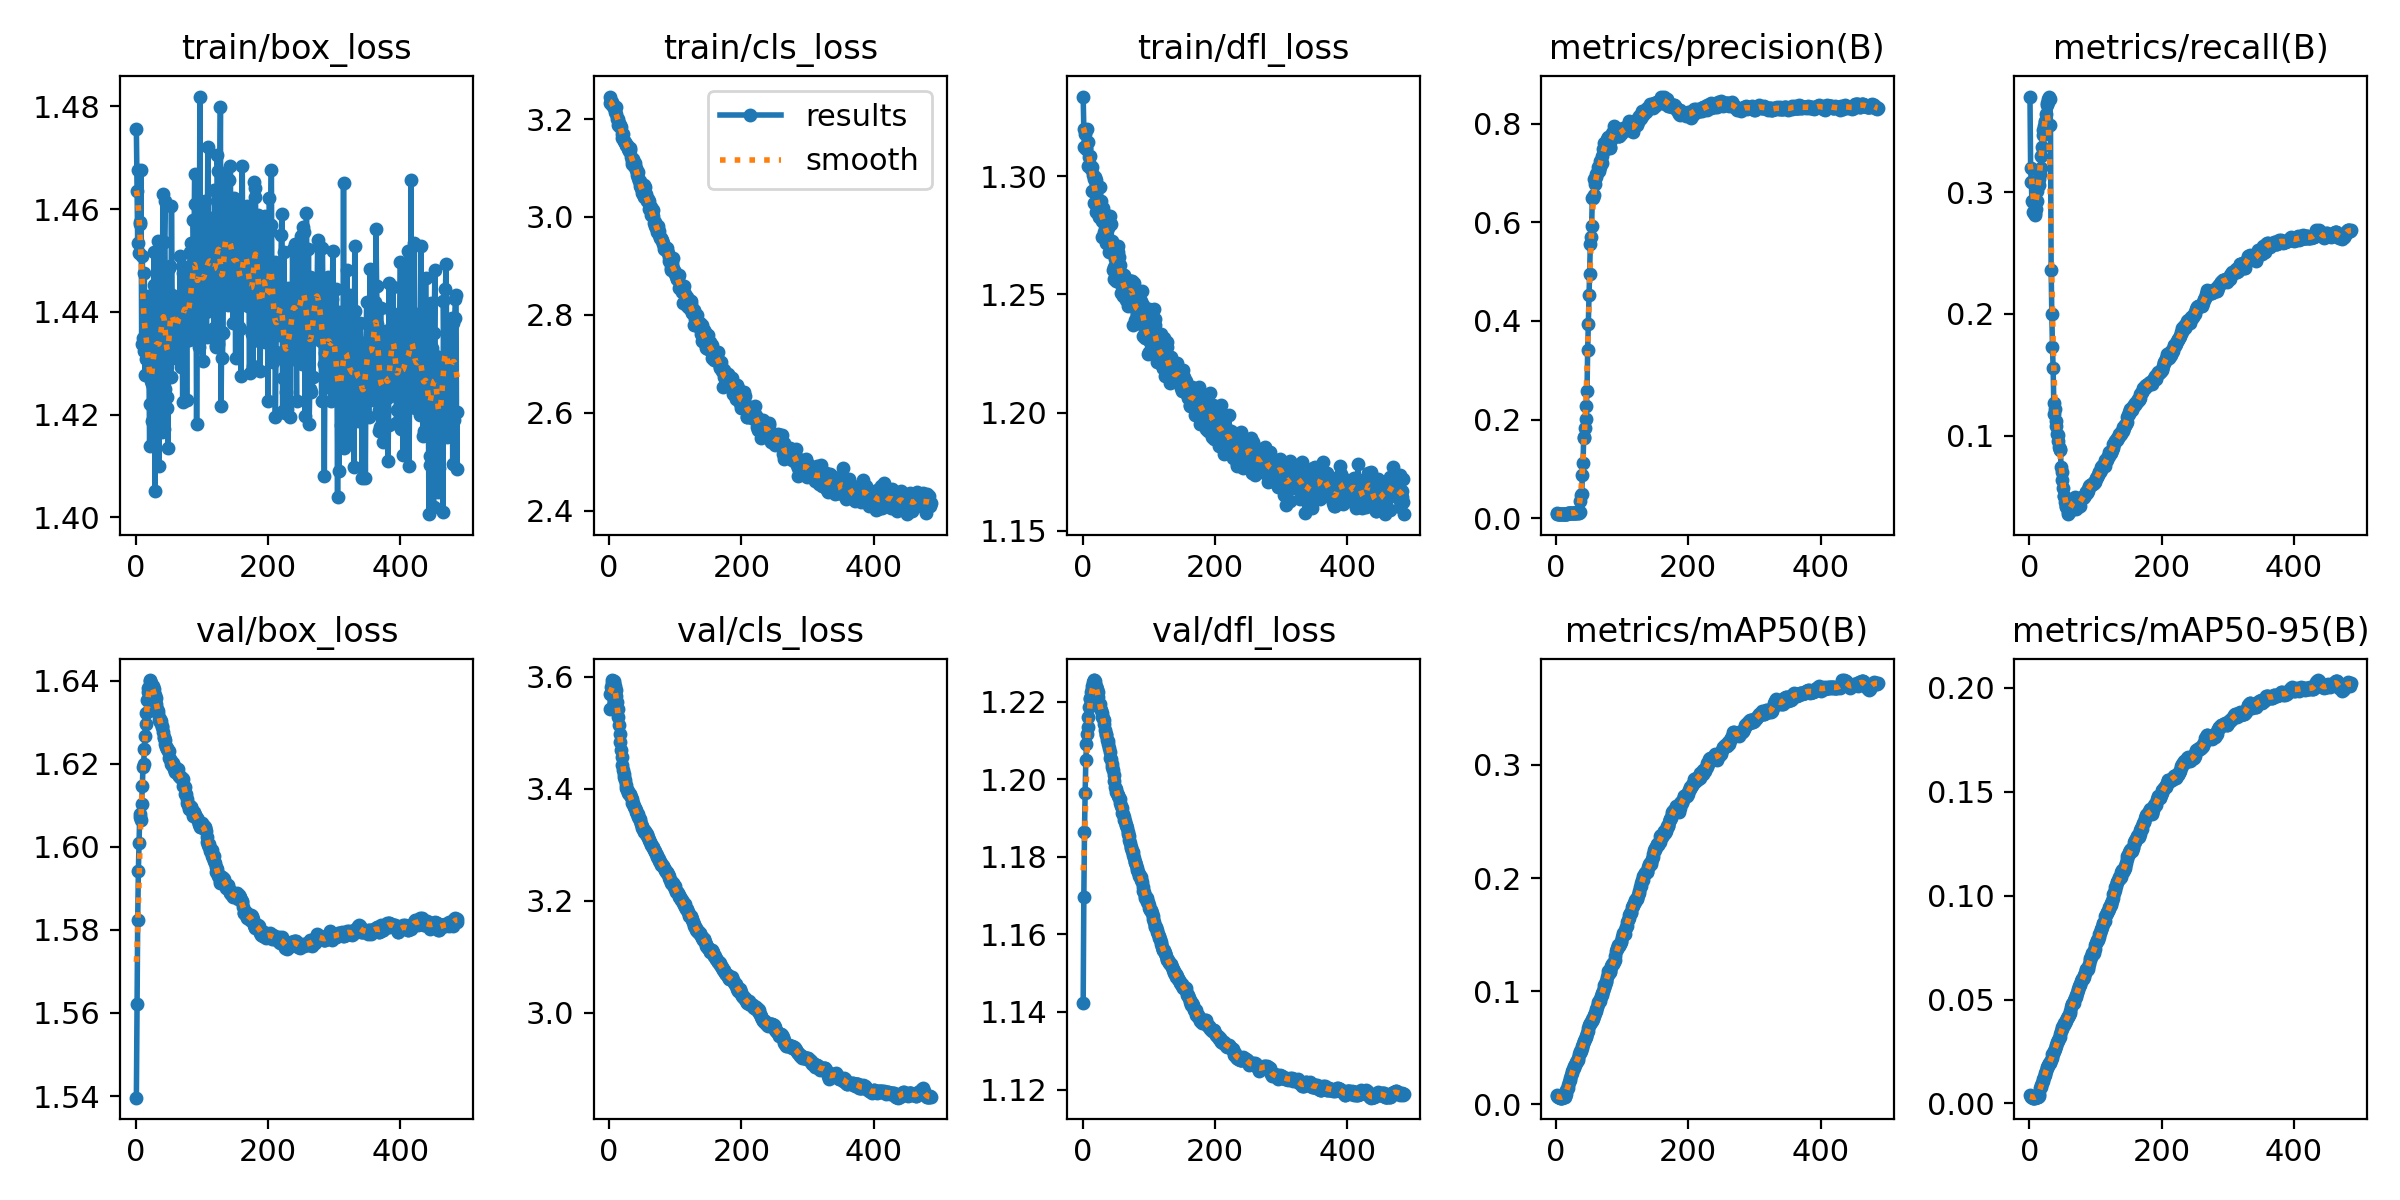 train/box_loss
train/cls_loss
train/dfl_loss
metrics/precision(B)
metrics/recall(B)
1.48
1.46
1.44
1.42
1.40
0 200 400
3.2
3.0
2.8
2.6
2.4
0 200 400
results
smooth
1.30
1.25
1.20
1.15
0 200 400
0.8
0.6
0.4
0.2
0.0
0 200 400
0.3
0.2
0.1
0 200 400
val/box_loss
val/cls_loss
val/dfl_loss
metrics/mAP50(B)
metrics/mAP50-95(B)
1.64
1.62
1.60
1.58
1.56
1.54
0 200 400
3.6
3.4
3.2
3.0
0 200 400
1.22
1.20
1.18
1.16
1.14
1.12
0 200 400
0.3
0.2
0.1
0.0
0 200 400
0.20
0.15
0.10
0.05
0.00
0 200 400